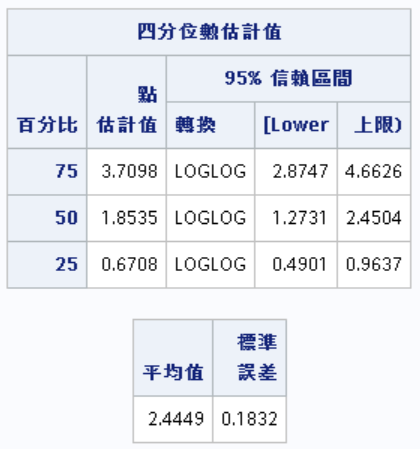 四分位數估計值
百分比 點估計值 95% 信賴區間
轉換 [Lower 上限)
75 3.7098 LOGLOG 2.8747 4.6626
50 1.8535 LOGLOG 1.2731 2.4504
25 0.6708 LOGLOG 0.4901 0.9637
平均值 標準誤差
2.4449 0.1832